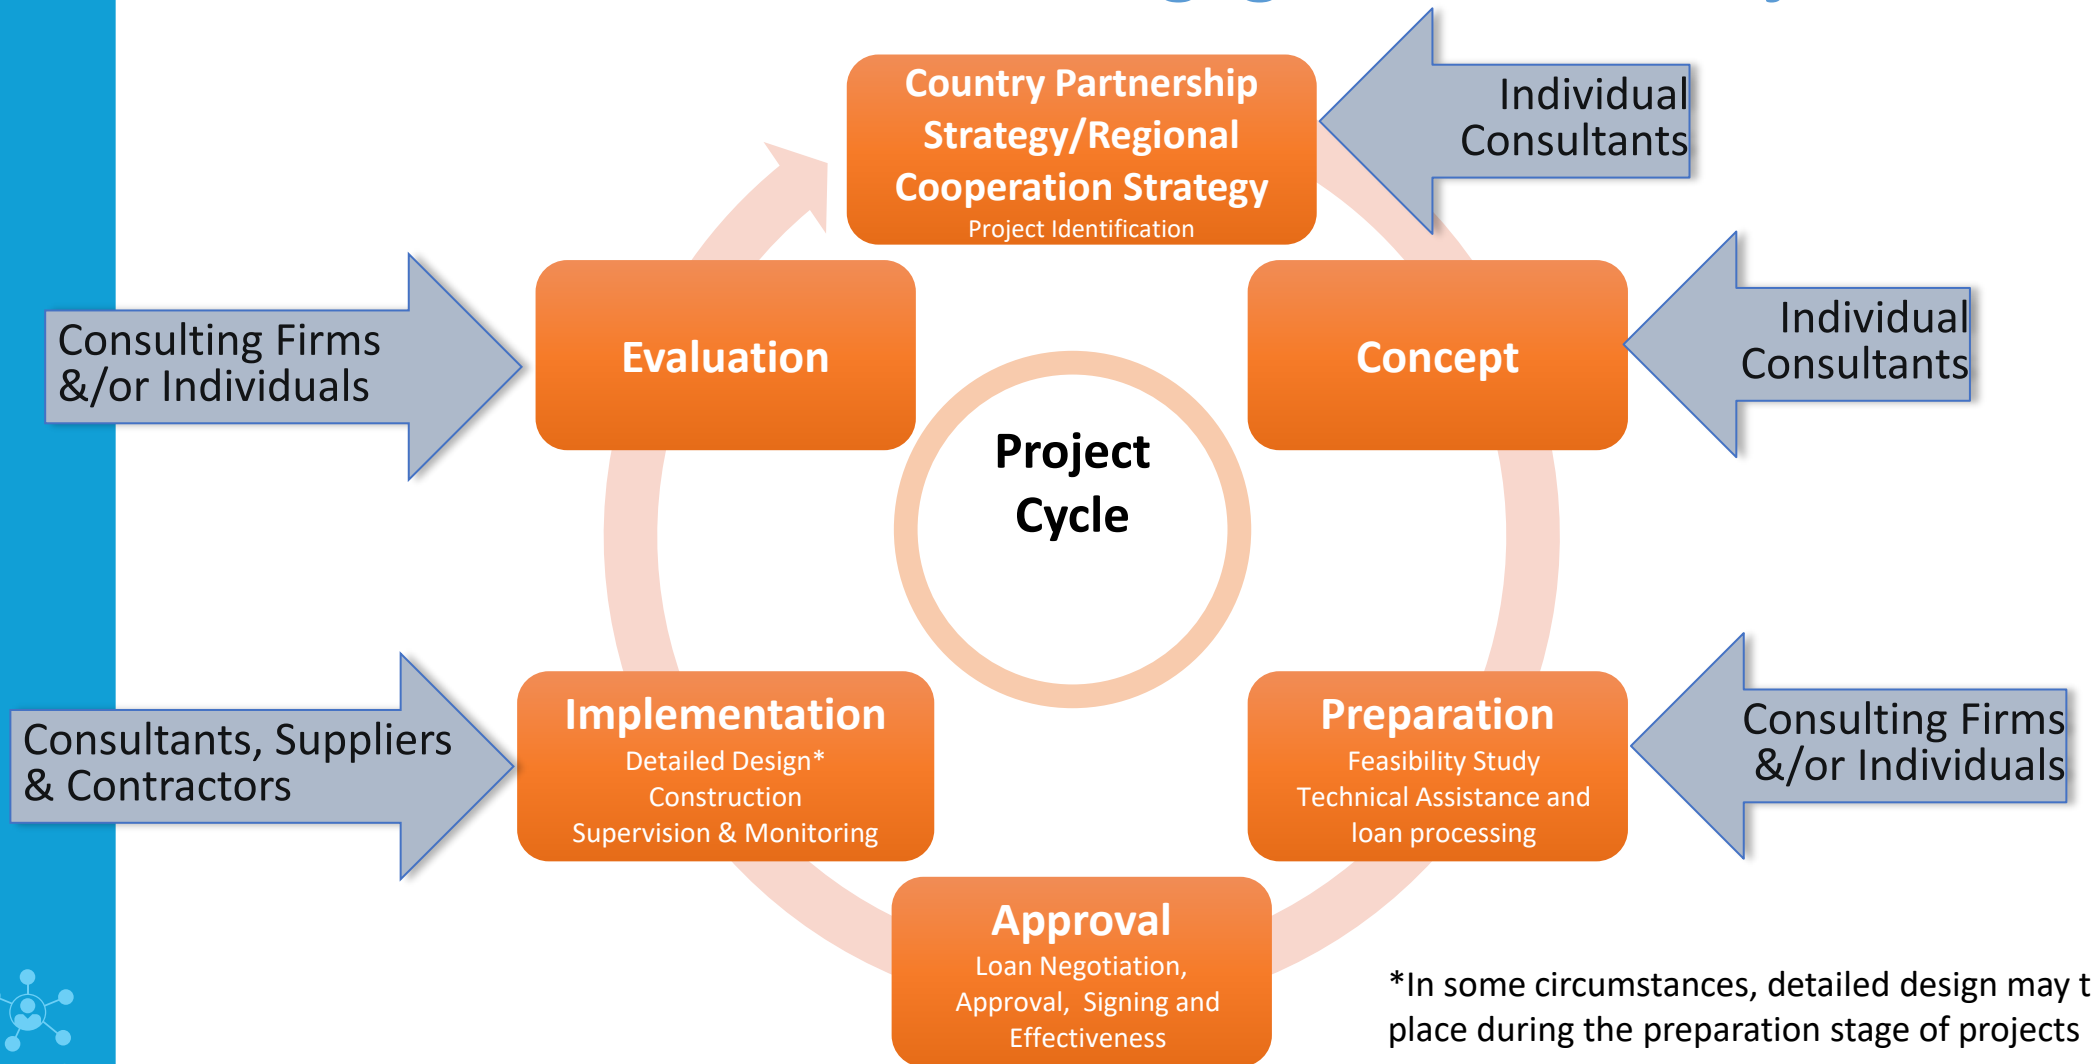 Country Partnership
Strategy/Regional
Cooperation Strategy
Project Identification
Individual
Consultants
Concept
Individual
Consultants
Preparation
Feasibility Study
Technical Assistance and
loan processing
Consulting Firms
&/or Individuals
Approval
Loan Negotiation,
Approval, Signing and
Effectiveness
Implementation
Detailed Design*
Construction
Supervision & Monitoring
Consultants, Suppliers
& Contractors
Evaluation
Consulting Firms
&/or Individuals
Project
Cycle
*In some circumstances, detailed design may t
place during the preparation stage of projects